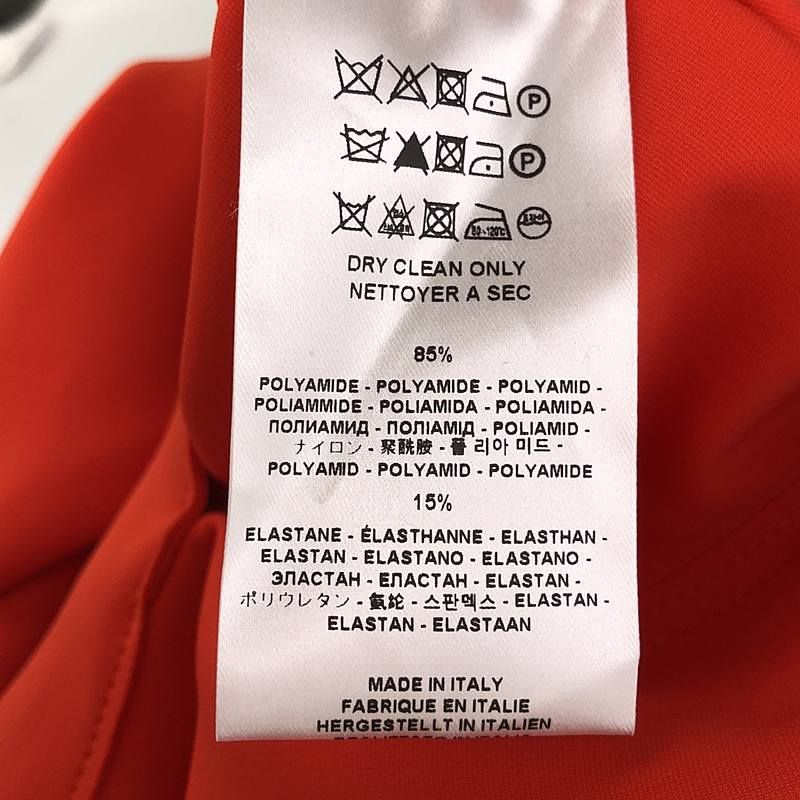 P
P
80~120℃
DRY CLEAN ONLY
NETTOYER A SEC
85%
POLYAMIDE - POLYAMIDE - POLYAMID -
POLIAMMIDE - POLIAMIDA - POLIAMIDA -
ПОЛИАМИД - ПОЛІАМІД - POLIAMID -
ナイロン - 聚酰胺 - 폴 리아 미드 -
POLYAMID - POLYAMID - POLYAMIDE
15%
ELASTANE - ÉLASTHANNE - ELASTHAN -
ELASTAN - ELASTANO - ELASTANO -
ЭЛАСТАН - ЕЛАСТАН - ELASTAN -
ポリウレタン - 氨纶 - 스판덱스 - ELASTAN -
ELASTAN - ELASTAAN
MADE IN ITALY
FABRIQUE EN ITALIE
HERGESTELLT IN ITALIEN